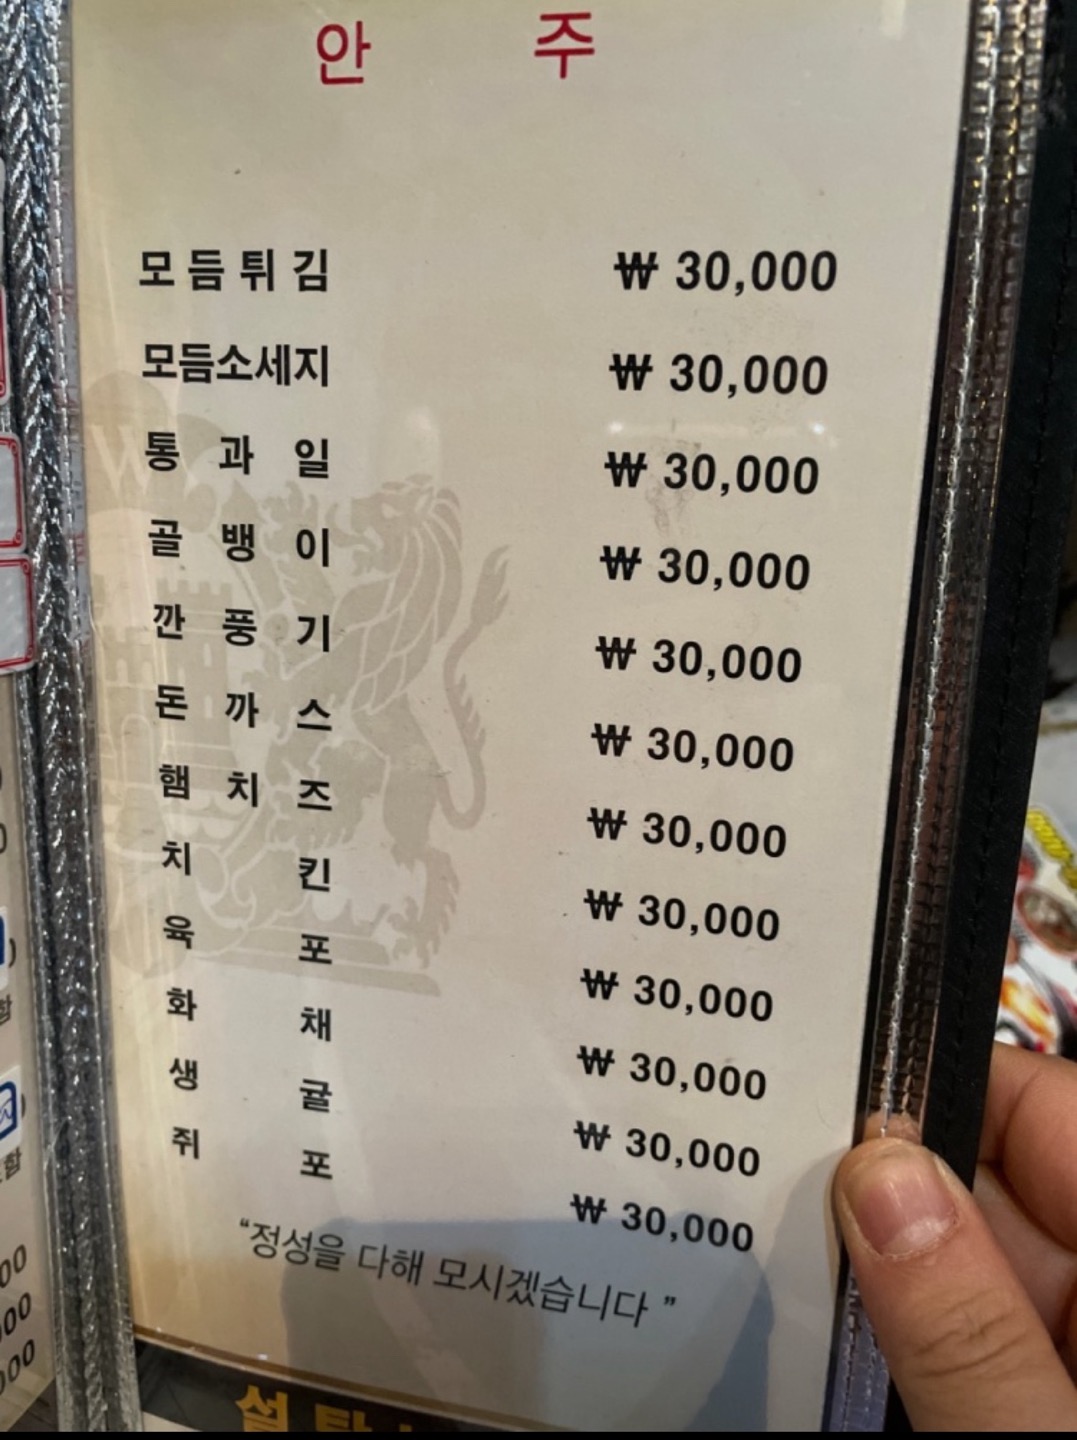 안 주
모듬튀김 ₩ 30,000
모듬소세지 ₩ 30,000
통과일 ₩ 30,000
골뱅이 ₩ 30,000
깐풍기 ₩ 30,000
돈까스 ₩ 30,000
햄치즈 ₩ 30,000
치킨 ₩ 30,000
육포 ₩ 30,000
화채 ₩ 30,000
생귤 ₩ 30,000
쥐포 ₩ 30,000
“정성을 다해 모시겠습니다 ”